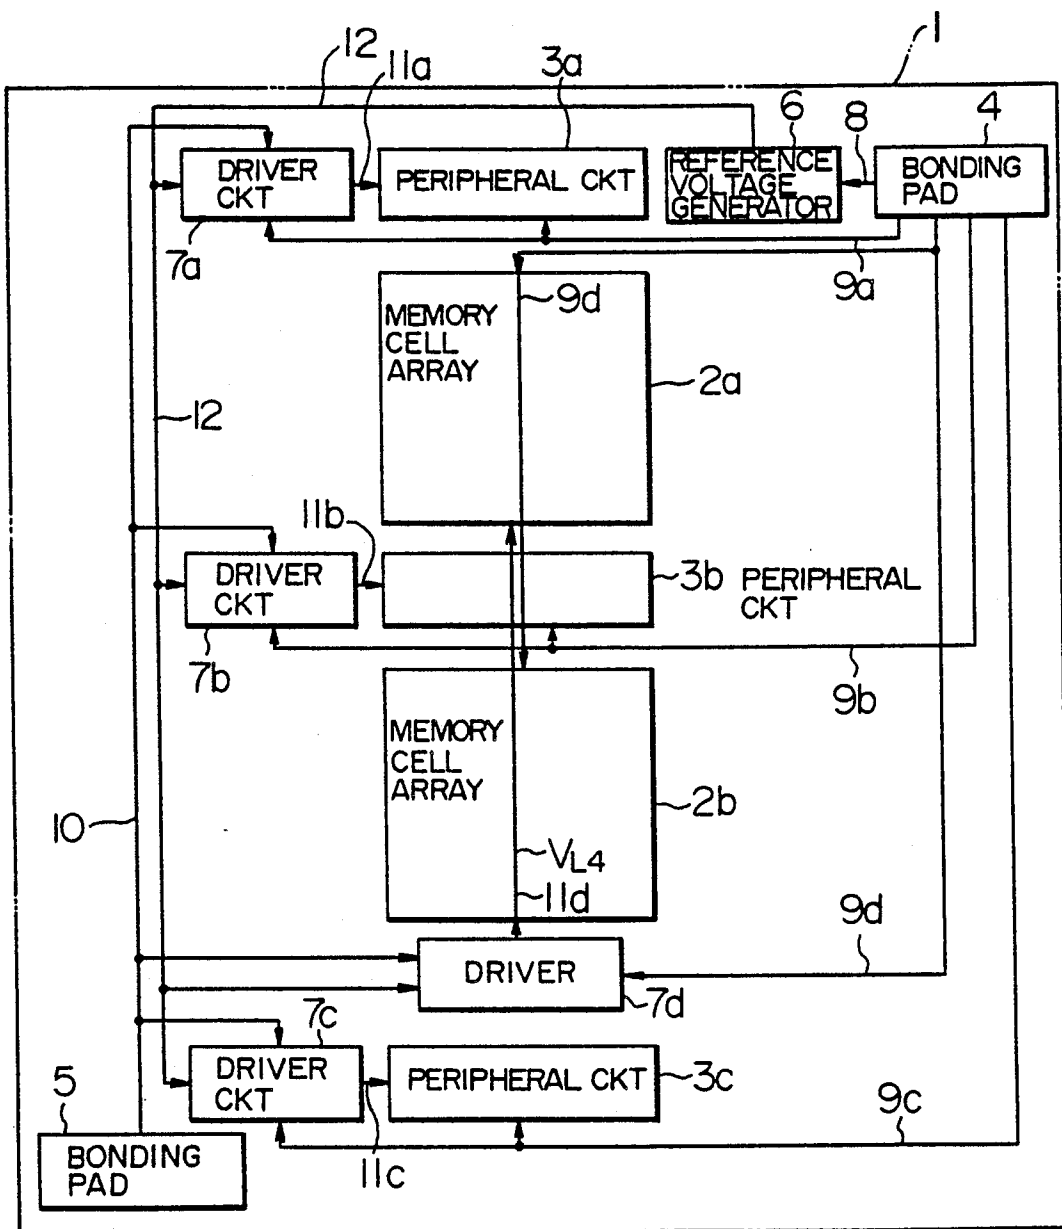 1
12
11a
3a
6
8
4
DRIVER
CKT
PERIPHERAL CKT
REFERENCE
VOLTAGE
GENERATOR
BONDING
PAD
7a
9a
9d
MEMORY
CELL
ARRAY
2a
12
11b
DRIVER
CKT
3b
PERIPHERAL
CKT
7b
9b
MEMORY
CELL
ARRAY
2b
10
VL4
11d
9d
DRIVER
7d
7c
DRIVER
CKT
PERIPHERAL CKT
3c
5
9c
BONDING
PAD
11c